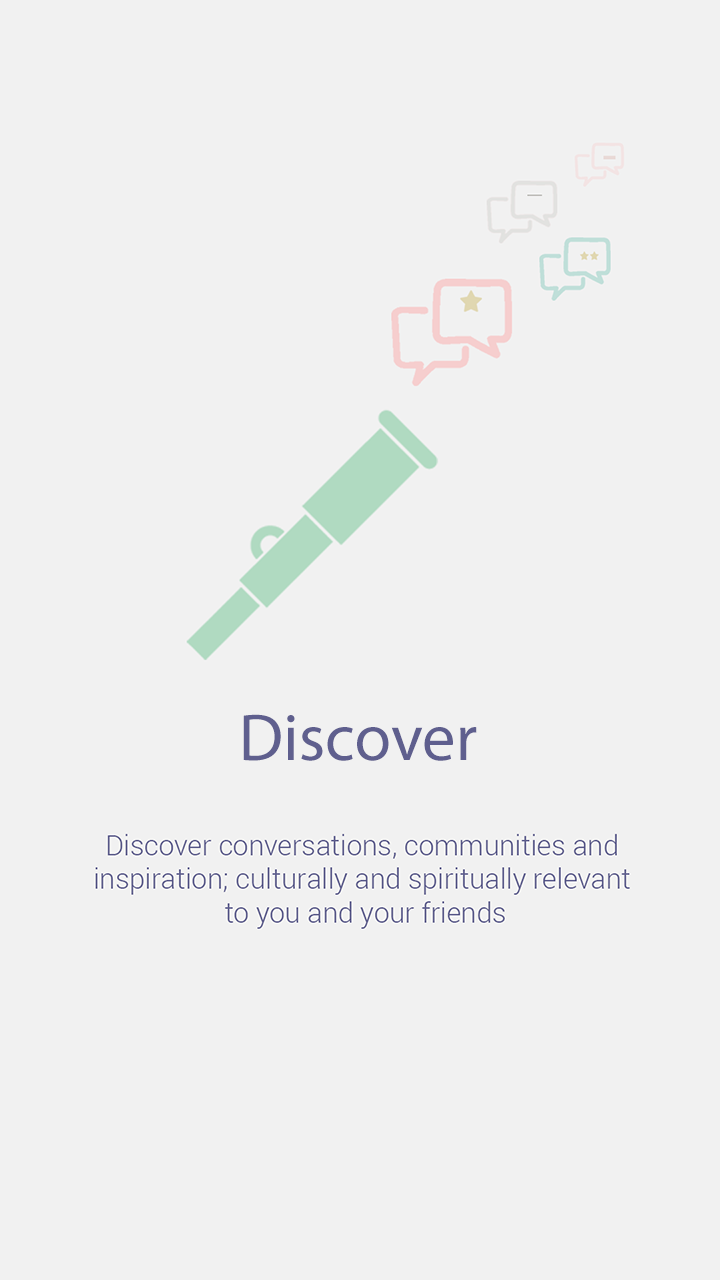 Discover
Discover conversations, communities and
inspiration; culturally and spiritually relevant
to you and your friends